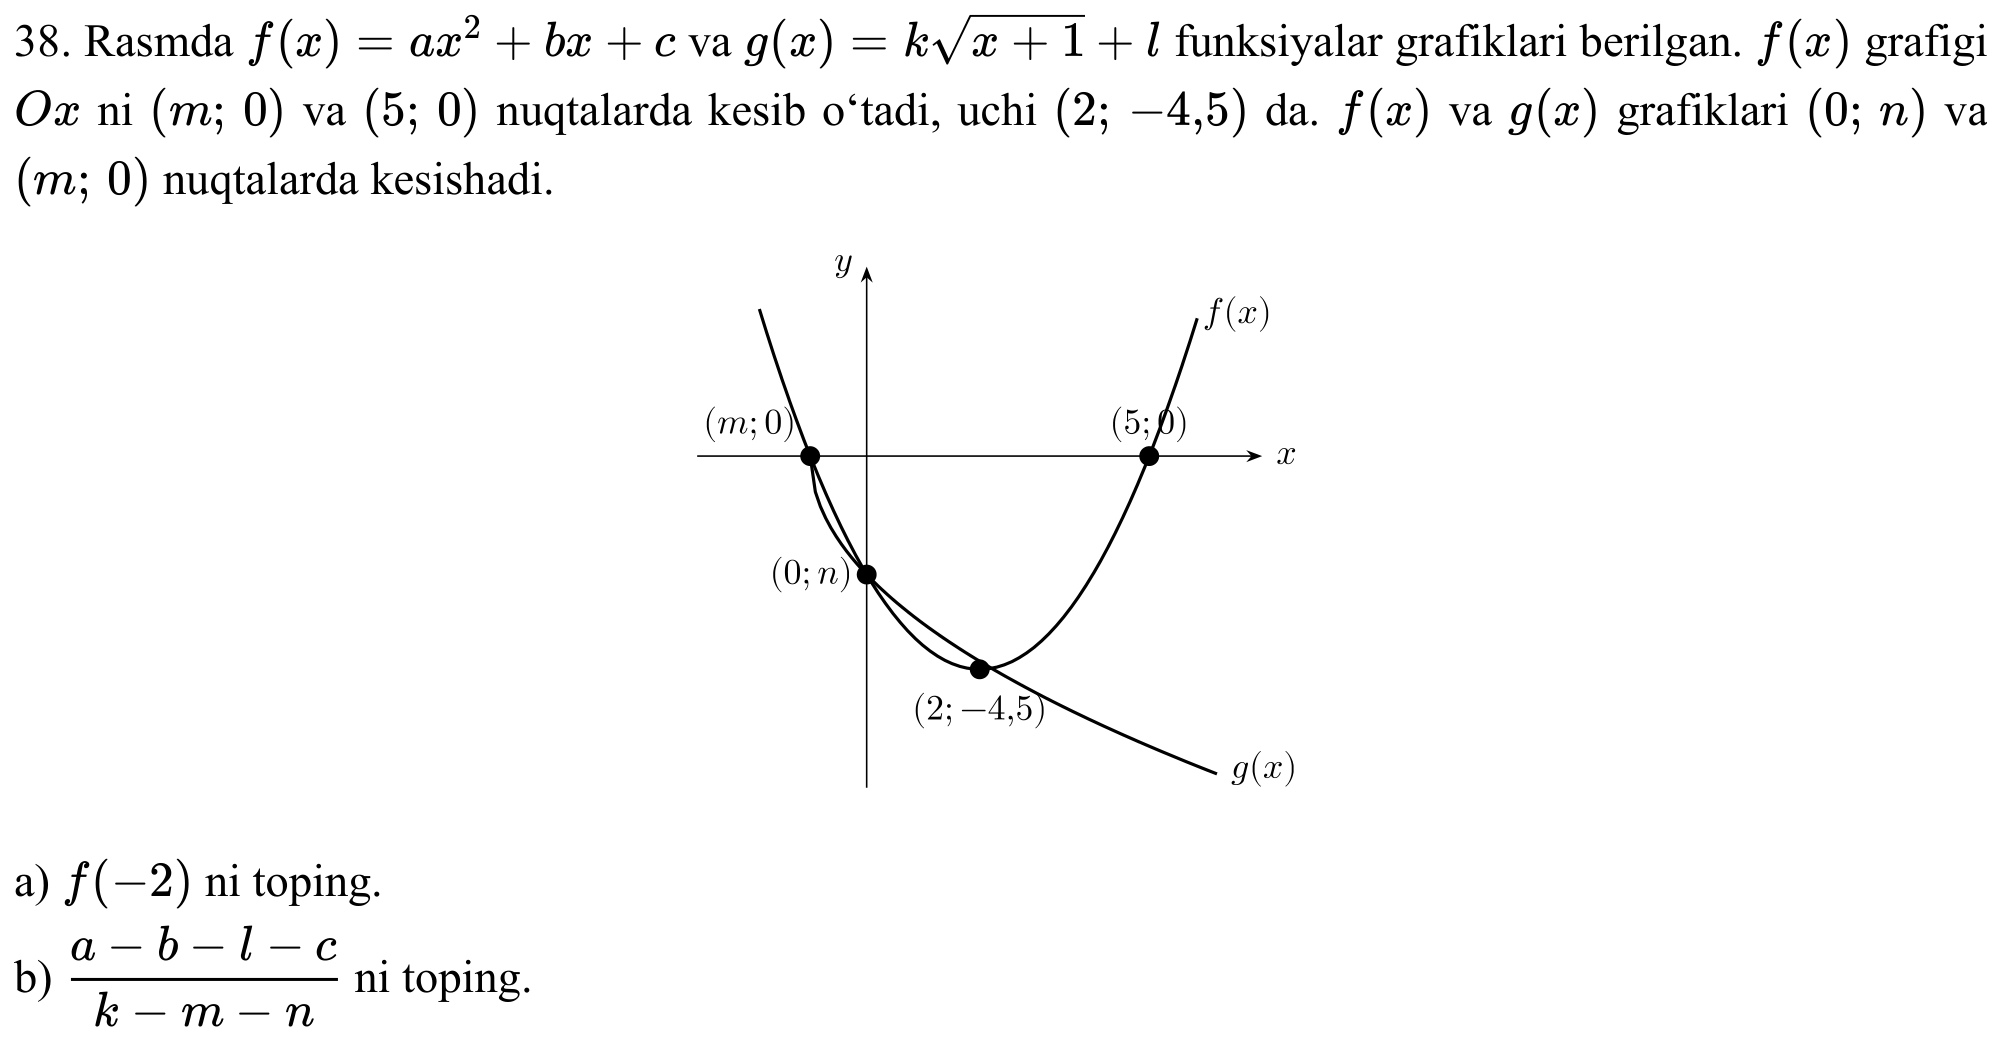 38. Rasmda f(x) = ax² + bx + c va g(x) = k√(x + 1) + l funksiyalar grafiklari berilgan. f(x) grafigi
Ox ni (m; 0) va (5; 0) nuqtalarda kesib o‘tadi, uchi (2; −4,5) da. f(x) va g(x) grafiklari (0; n) va
(m; 0) nuqtalarda kesishadi.
y
f(x)
(m; 0)
(5; 0)
x
(0; n)
(2; −4,5)
g(x)
a) f(−2) ni toping.
b) (a − b − l − c)/(k − m − n) ni toping.